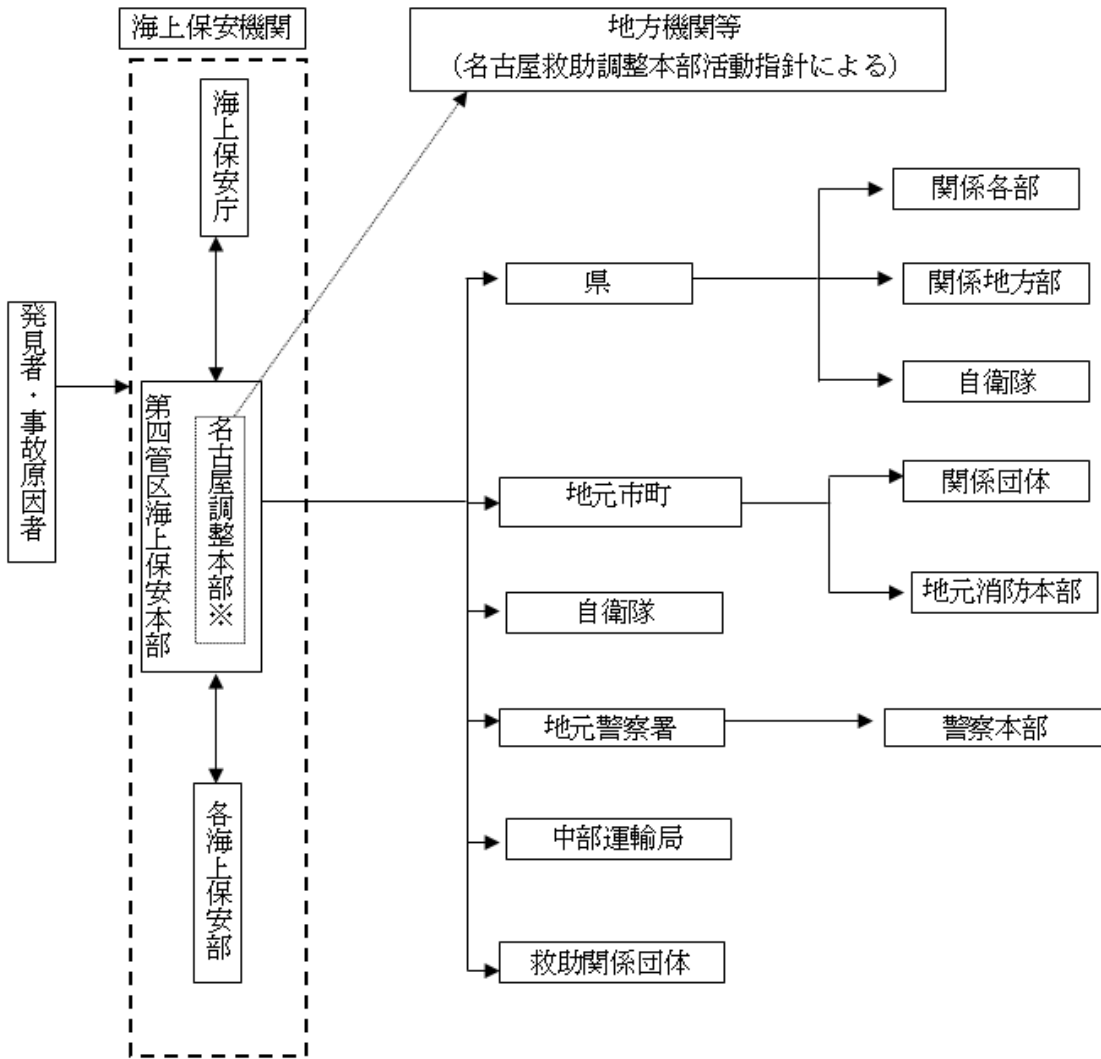 海上保安機関
地方機関等
(名古屋救助調整本部活動指針による)
海上保安庁
発見者・事故原因者
第四管区海上保安本部
名古屋調整本部※
各海上保安部
県
関係各部
関係地方部
自衛隊
地元市町
関係団体
地元消防本部
自衛隊
地元警察署
警察本部
中部運輸局
救助関係団体